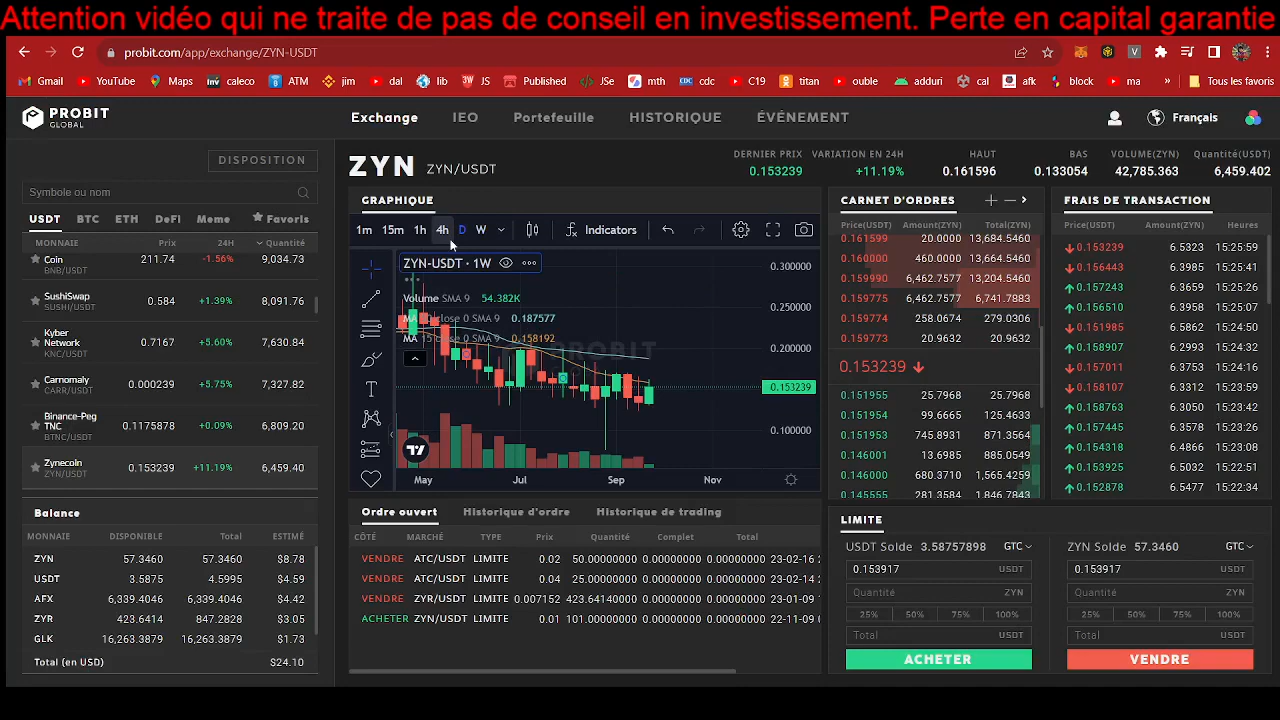 Attention vidéo qui ne traite de pas de conseil en investissement. Perte en capital garantie
probit.com/app/exchange/ZYN-USDT
Gmail YouTube Maps caleco ATM jim dal lib JS Published JSe mth cdc C19 titan ouble adduri cal afk block ma » Tous les favoris
PROBIT
GLOBAL
Exchange IEO Portefeuille HISTORIQUE ÉVÉNEMENT Français
DISPOSITION
Symbole ou nom
USDT BTC ETH DeFi Meme Favoris
MONNAIE Prix 24H Quantité
Coin
BNB/USDT 211.74 -1.56% 9,034.73
SushiSwap
SUSHI/USDT 0.584 +1.39% 8,091.76
Kyber
Network
KNC/USDT 0.7167 +5.60% 7,630.84
Carnomaly
CARR/USDT 0.000239 +5.75% 7,327.82
Binance-Peg
TNC
BTNC/USDT 0.1175878 +0.09% 6,809.20
Zynecoin
ZYN/USDT 0.153239 +11.19% 6,459.40
Balance
MONNAIE DISPONIBLE Total ESTIMÉ
ZYN 57.3460 57.3460 $8.78
USDT 3.5875 4.5995 $4.59
AFX 6,339.4046 6,339.4046 $4.42
ZYR 423.6414 847.2828 $3.05
GLK 16,263.3879 16,263.3879 $1.73
Total (en USD) $24.10
ZYN ZYN/USDT
DERNIER PRIX VARIATION EN 24H HAUT BAS VOLUME(ZYN) Quantité(USDT)
0.153239 +11.19% 0.161596 0.133054 42,785.363 6,459.402
GRAPHIQUE
1m 15m 1h 4h D W Indicators
ZYN-USDT · 1W
Volume SMA 9 54.382K
MA 50 close 0 SMA 9 0.187577
MA 15 close 0 SMA 9 0.158192
PROBIT
0.300000
0.250000
0.200000
0.153239
0.100000
May Jul Sep Nov
Ordre ouvert Historique d'ordre Historique de trading
CÔTÉ MARCHÉ TYPE Prix Quantité Complet Total
VENDRE ATC/USDT LIMITE 0.02 50.00000000 0.00000000 0.00000000 23-02-16
VENDRE ATC/USDT LIMITE 0.04 25.00000000 0.00000000 0.00000000 23-02-14
VENDRE ZYR/USDT LIMITE 0.007152 423.64140000 0.00000000 0.00000000 23-01-09
ACHETER ZYN/USDT LIMITE 0.01 101.00000000 0.00000000 0.00000000 22-11-09
CARNET D'ORDRES
Price(USDT) Amount(ZYN) Total(ZYN)
0.161599 20.0000 13,684.5460
0.160000 460.0000 13,664.5460
0.159990 6,462.7577 13,204.5460
0.159775 6,462.7577 6,741.7883
0.159774 258.0674 279.0306
0.159773 20.9632 20.9632
0.153239
0.151955 25.7968 25.7968
0.151954 99.6665 125.4633
0.151953 745.8931 871.3564
0.146001 13.6985 885.0549
0.146000 680.3710 1,565.4259
0.145555 281.3584 1,846.7843
FRAIS DE TRANSACTION
Price(USDT) Amount(ZYN) Heures
0.153239 6.5323 15:25:59
0.156443 6.3985 15:25:41
0.157243 3.6659 15:25:26
0.156510 6.3958 15:25:07
0.151985 6.5862 15:24:50
0.158907 6.2993 15:24:32
0.157011 6.3753 15:24:16
0.158107 6.3312 15:23:59
0.158763 6.3050 15:23:42
0.157445 6.3578 15:23:26
0.154318 6.4866 15:23:08
0.153925 6.5032 15:22:51
0.152878 6.5477 15:22:34
LIMITE
USDT Solde 3.58757898 GTC
0.153917 USDT
Quantité ZYN
25% 50% 75% 100%
Total USDT
ACHETER
ZYN Solde 57.3460 GTC
0.153917 USDT
Quantité ZYN
25% 50% 75% 100%
Total USDT
VENDRE